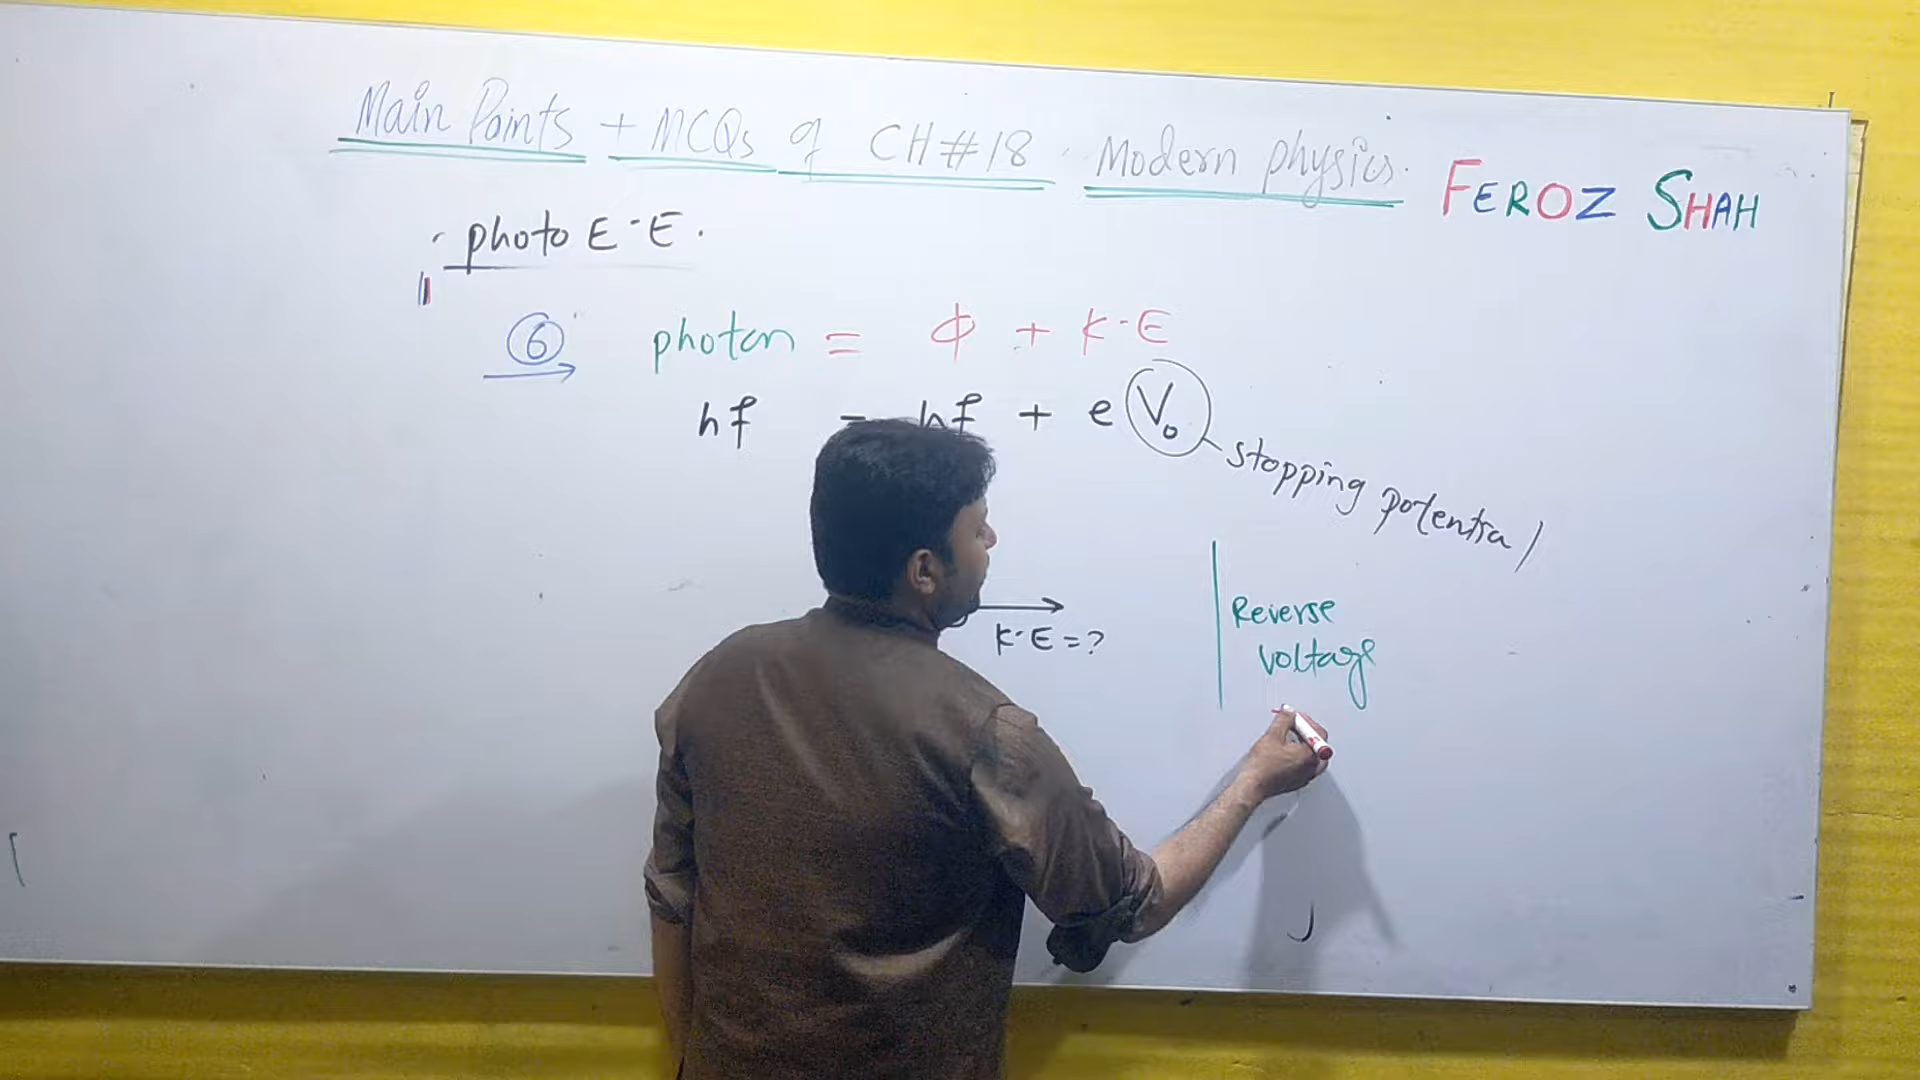 Main Points + MCQs of CH#18 Modern physics.
FEROZ SHAH
photo E-E.
6 photon = ϕ + K-E
hf = hf + eV₀
stopping potential
K-E=?
Reverse
voltage